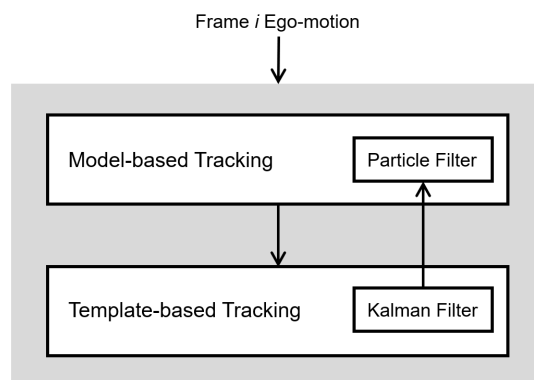 Frame i Ego-motion
Model-based Tracking
Particle Filter
Template-based Tracking
Kalman Filter